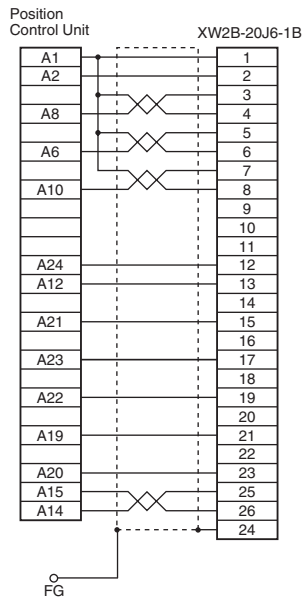 Position
Control Unit
XW2B-20J6-1B
A1 1
A2 2
3
A8 4
5
A6 6
7
A10 8
9
10
11
A24 12
A12 13
14
A21 15
16
A23 17
18
A22 19
20
A19 21
22
A20 23
A15 25
A14 26
24
FG